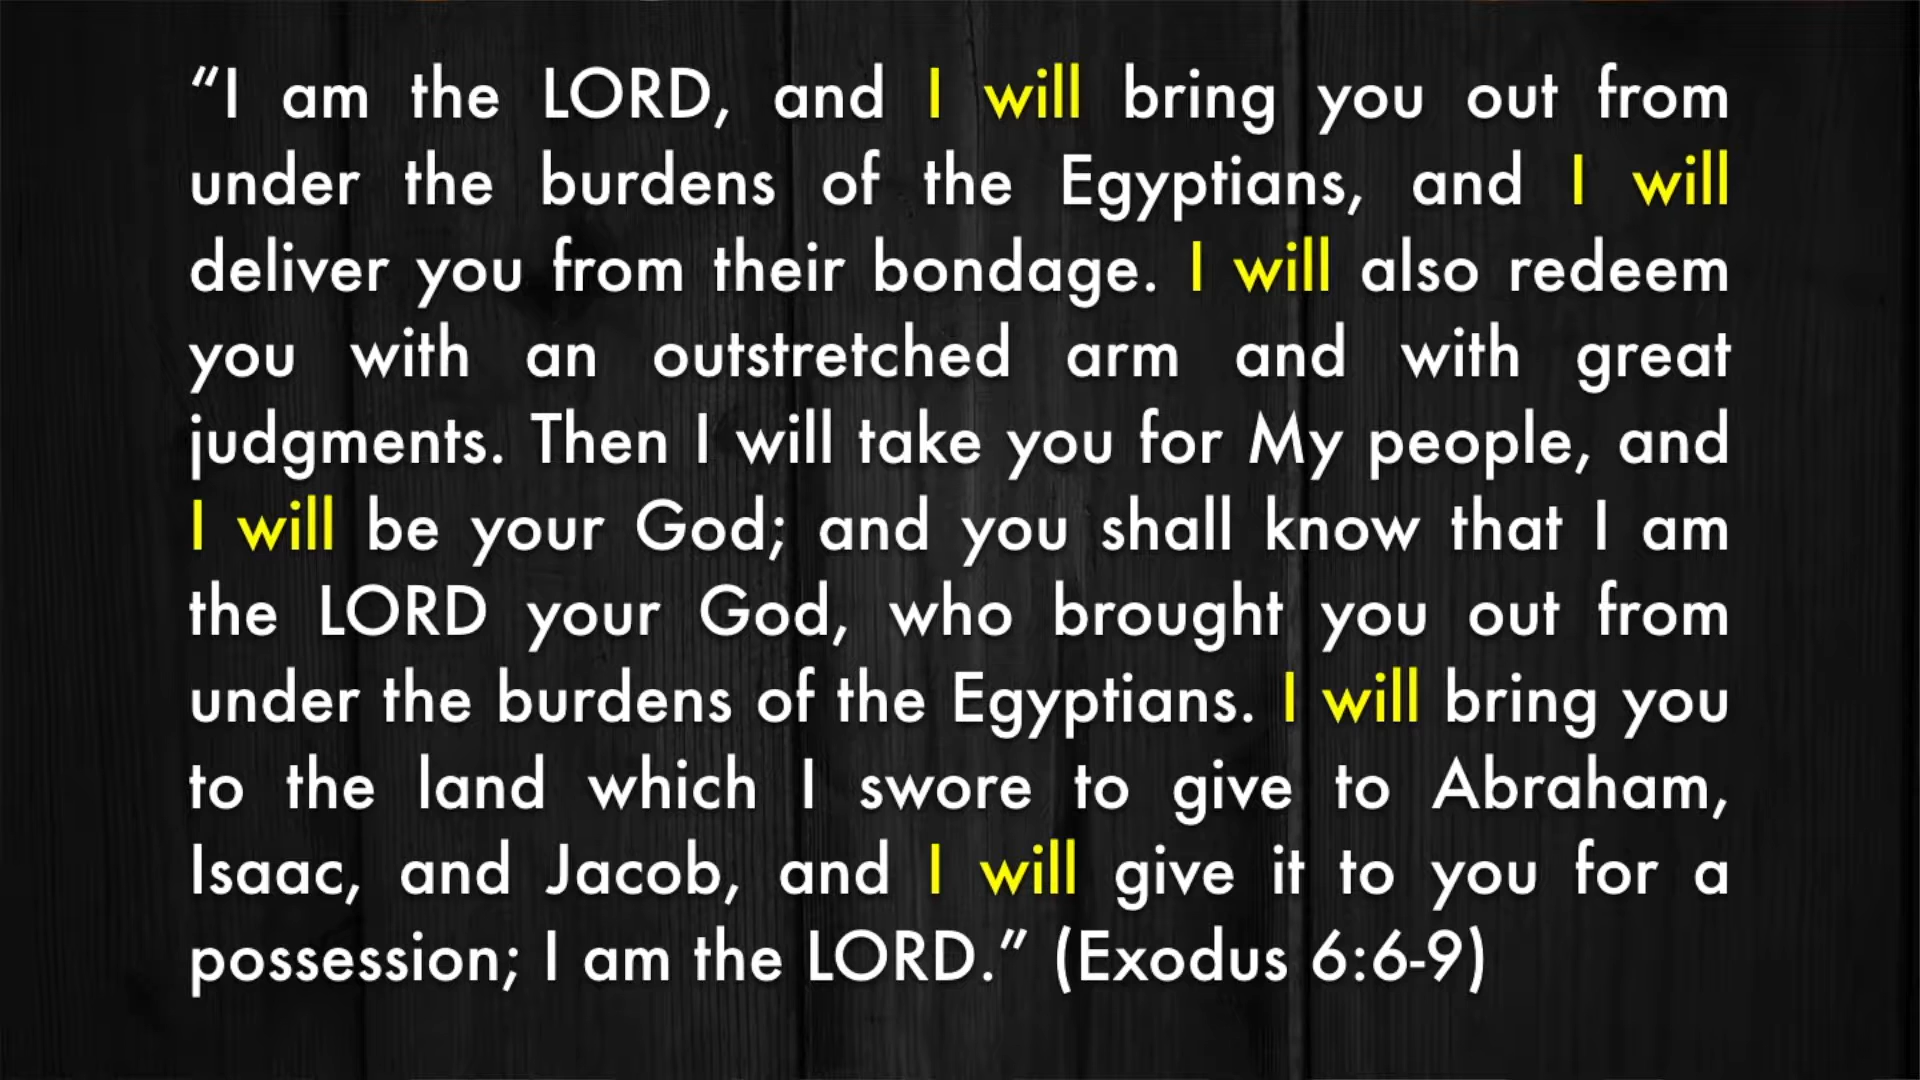 “I am the LORD, and I will bring you out from
under the burdens of the Egyptians, and I will
deliver you from their bondage. I will also redeem
you with an outstretched arm and with great
judgments. Then I will take you for My people, and
I will be your God; and you shall know that I am
the LORD your God, who brought you out from
under the burdens of the Egyptians. I will bring you
to the land which I swore to give to Abraham,
Isaac, and Jacob, and I will give it to you for a
possession; I am the LORD.” (Exodus 6:6-9)